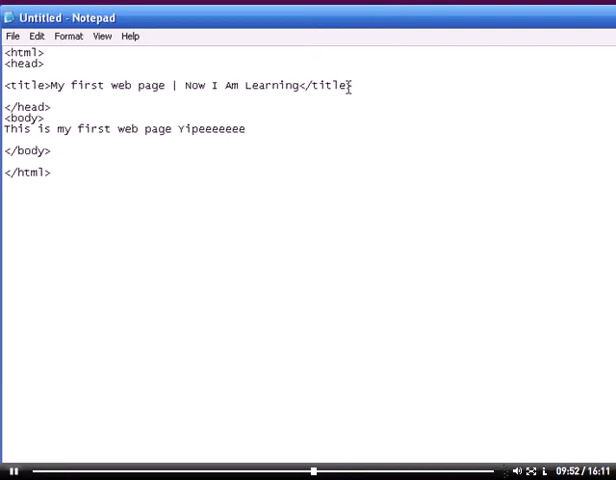 Untitled - Notepad
File Edit Format View Help
<html>
<head>
<title>My first web page | Now I Am Learning</title>
</head>
<body>
This is my first web page Yipeeeeeee
</body>
</html>
09:52 / 16:11